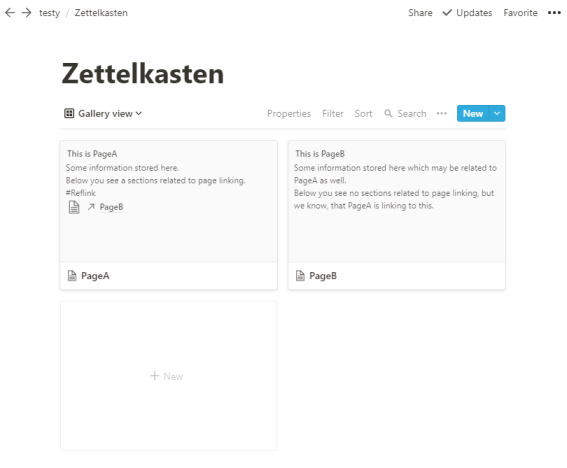 testy / Zettelkasten
Share ✓ Updates Favorite •••
Zettelkasten
Gallery view
Properties Filter Sort Search ••• New
This is PageA
Some information stored here.
Below you see a sections related to page linking.
#Reflink
↗ PageB
PageA
This is PageB
Some information stored here which may be related to
PageA as well.
Below you see no sections related to page linking, but
we know, that PageA is linking to this.
PageB
+ New